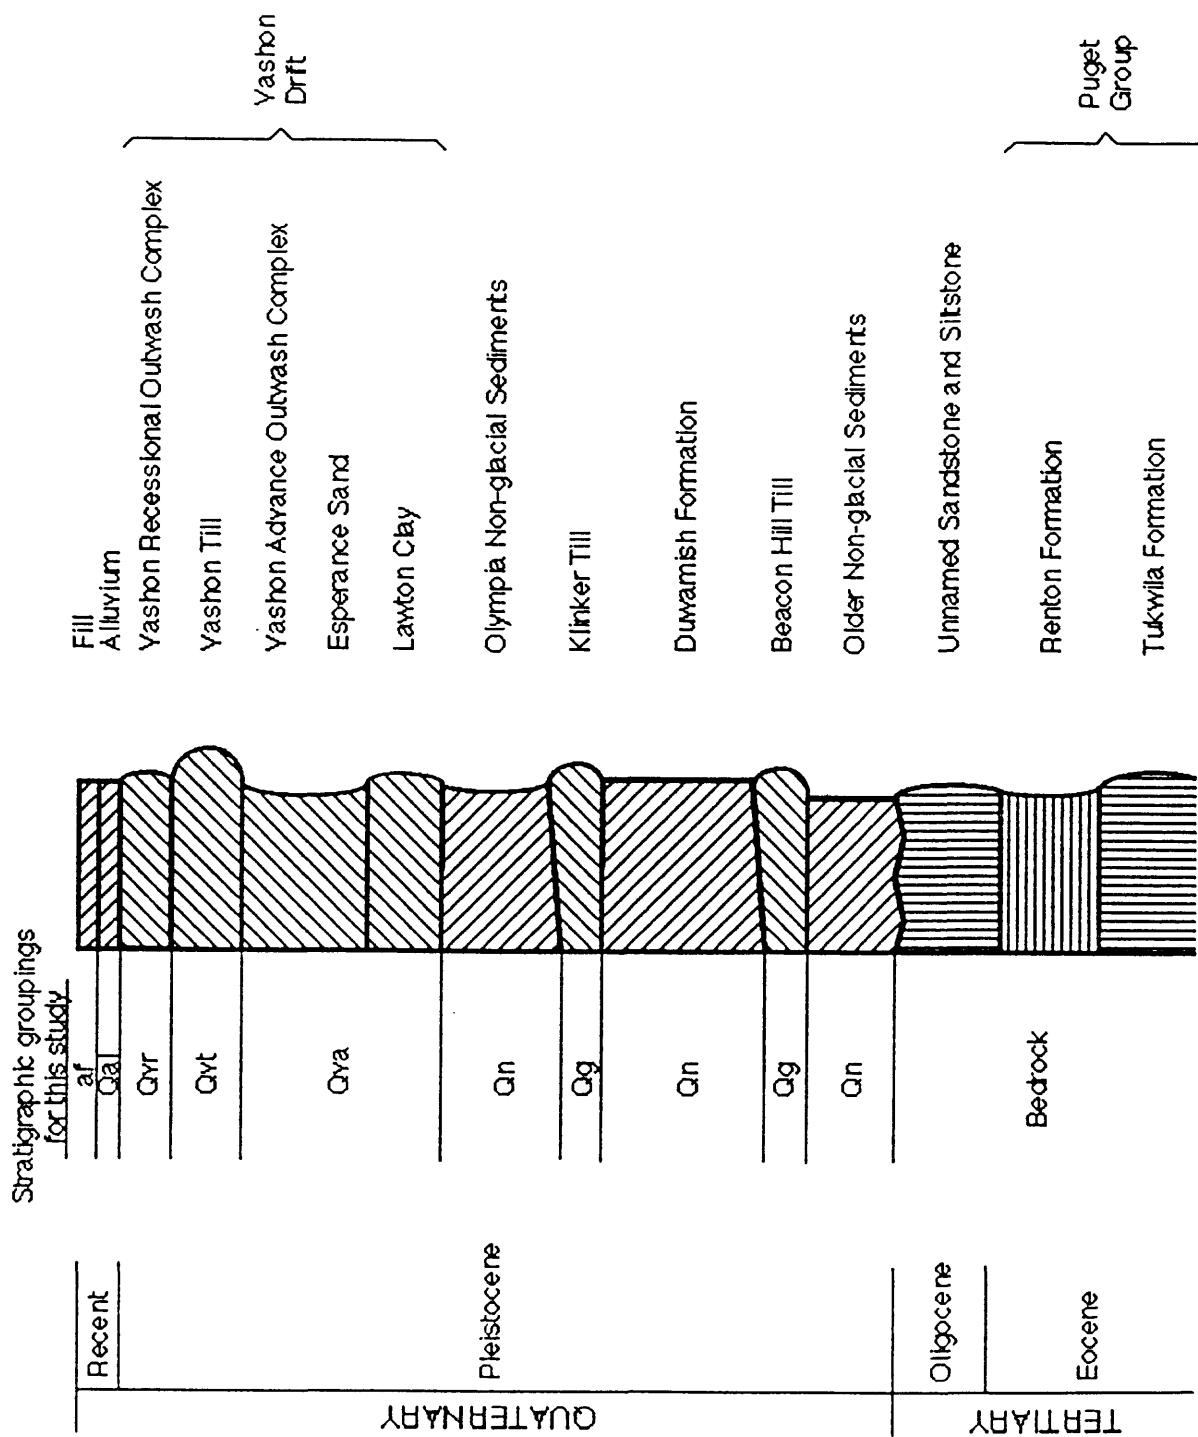 Stratigraphic groupings
for this study
Recent
Pleistocene
Oligocene
Eocene
QUATERNARY
TERTIARY
af
Qal
Qyr
Qyt
Qya
Qn
Qg
Qn
Qg
Qn
Bedrock
Fill
Alluvium
Yashon Recessional Outwash Complex
Yashon Till
Yashon Advance Outwash Complex
Esperance Sand
Lawton Clay
Olympia Non-glacial Sediments
Klinker Till
Duwamish Formation
Beacon Hill Till
Older Non-glacial Sediments
Unnamed Sandstone and Siltstone
Renton Formation
Tukwila Formation
Yashon
Drft
Puget
Group